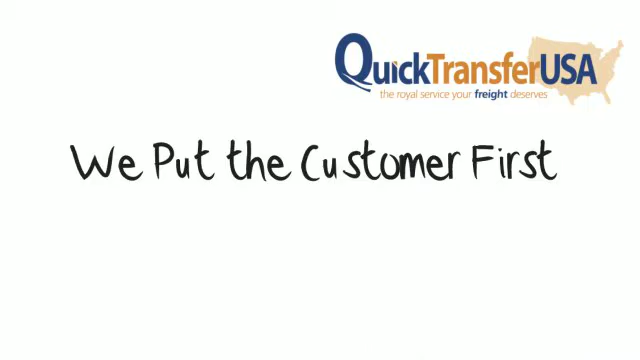 QuickTransferUSA
the royal service your freight deserves
We Put the Customer First